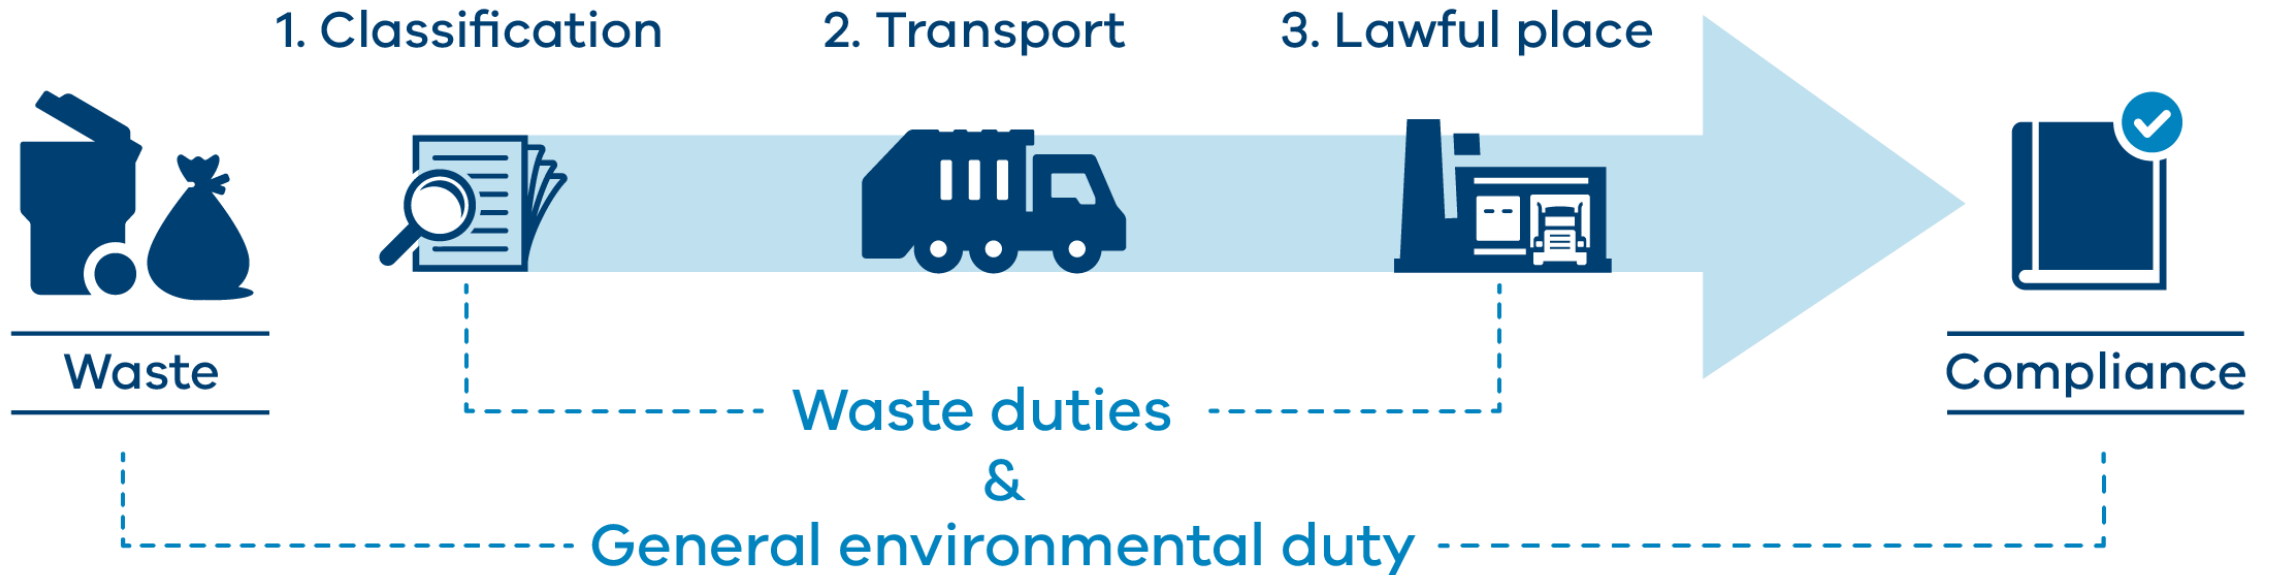 1. Classification
2. Transport
3. Lawful place
Waste
Compliance
Waste duties
&
General environmental duty